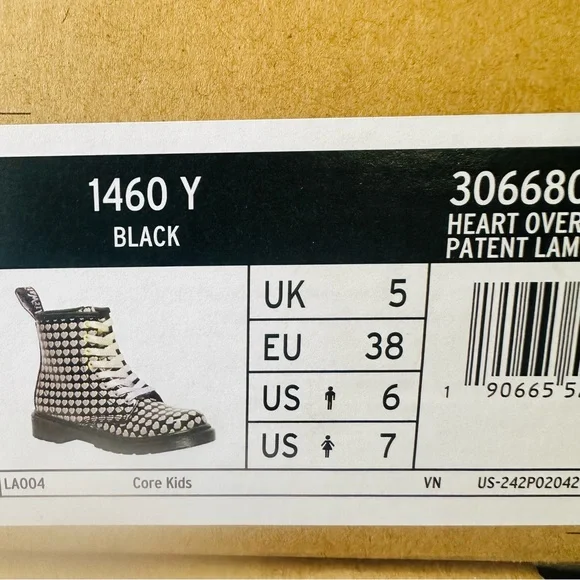 1460 Y
BLACK
306680
HEART OVER
PATENT LAM
UK 5
EU 38
US 6
US 7
1 90665 5
LA004 Core Kids VN US-242P02042